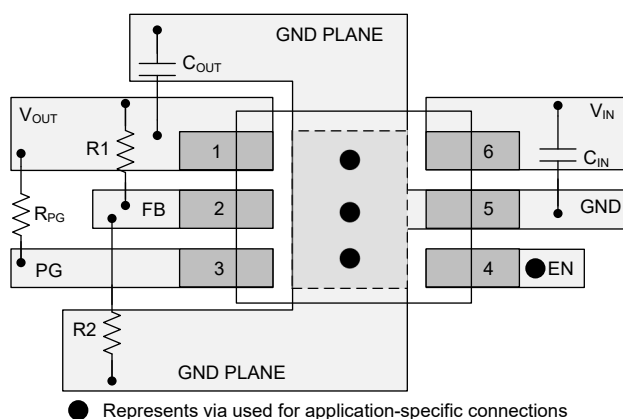 GND PLANE
COUT
VOUT
VIN
R1
1
6
CIN
RPG
FB
2
5
GND
PG
3
4
EN
R2
GND PLANE
Represents via used for application-specific connections